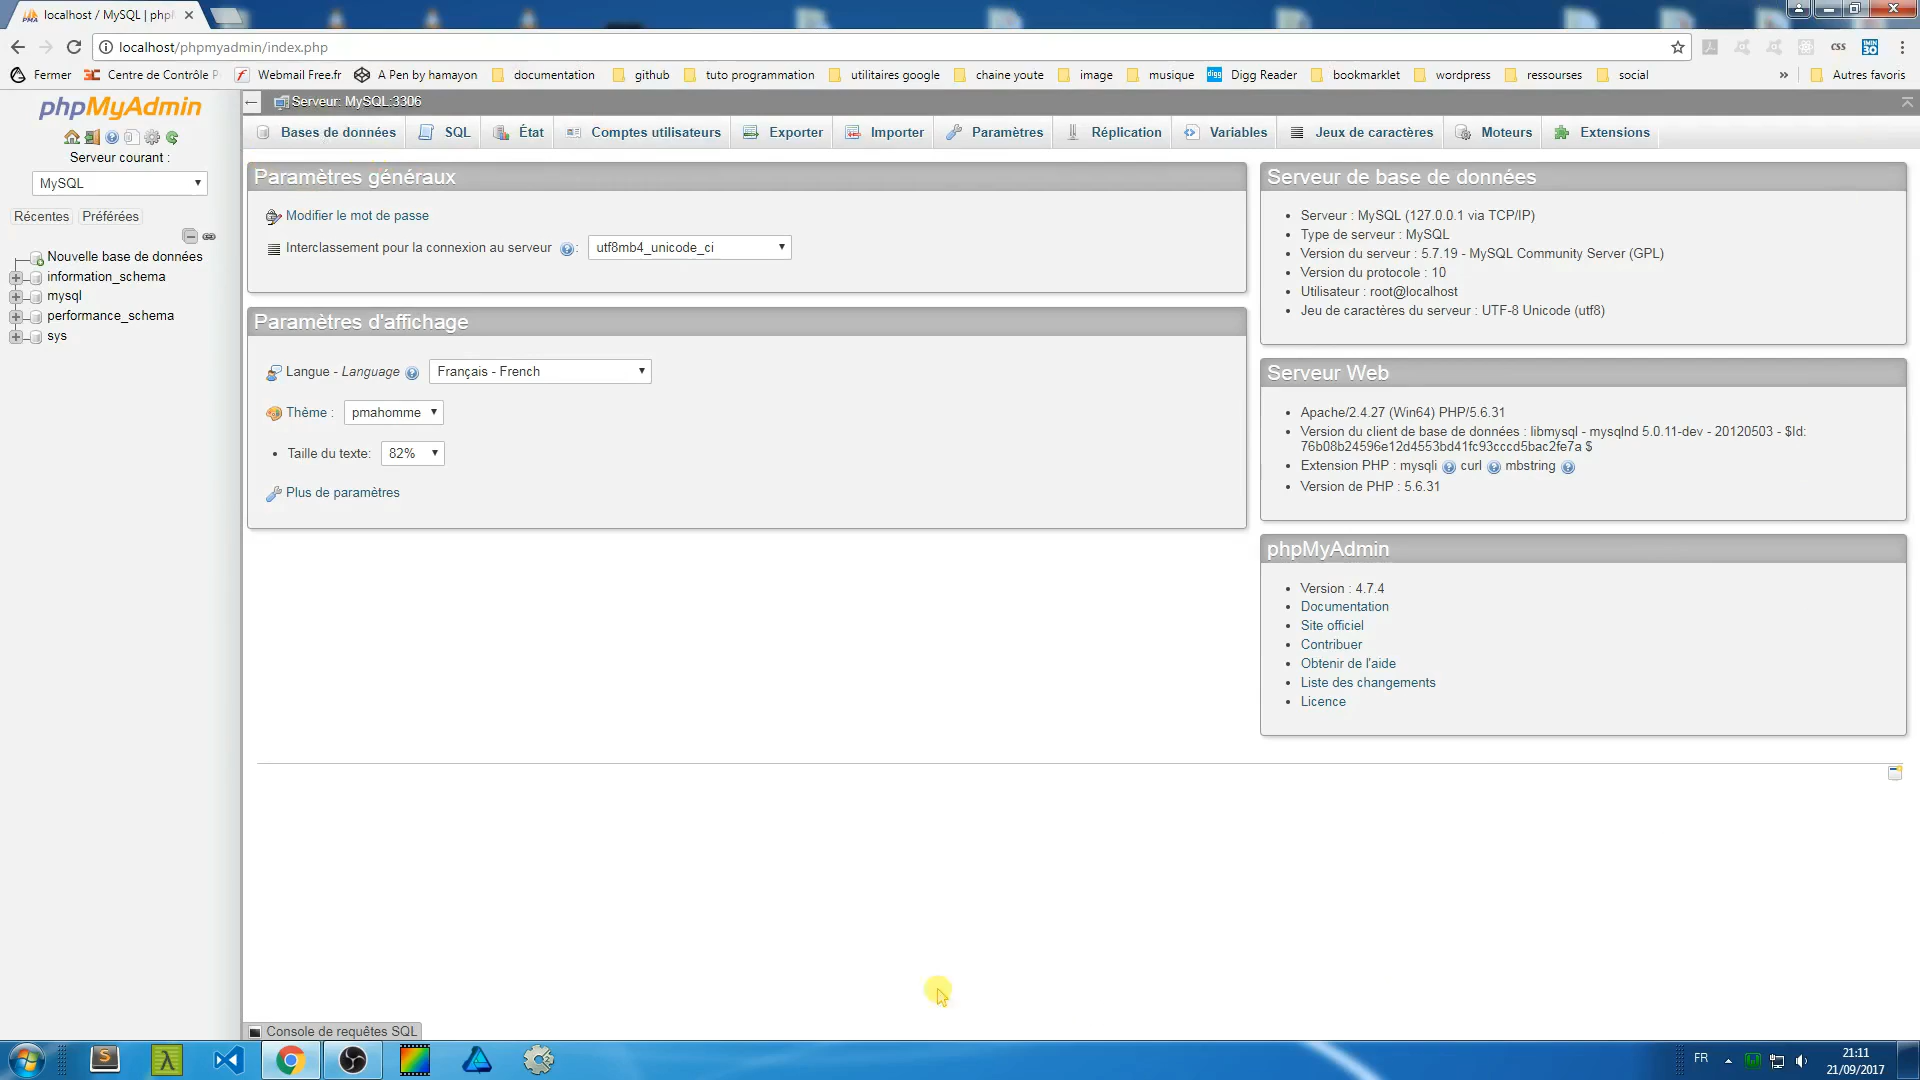 localhost / MySQL | php
localhost/phpmyadmin/index.php
Fermer
Centre de Contrôle P
Webmail Free.fr
A Pen by hamayon
documentation
github
tuto programmation
utilitaires google
chaine youte
image
musique
digg Digg Reader
bookmarklet
wordpress
ressourses
social
»
Autres favoris
css
phpMyAdmin
Serveur courant :
MySQL
Récentes
Préférées
Nouvelle base de données
information_schema
mysql
performance_schema
sys
Serveur: MySQL:3306
Bases de données
SQL
État
Comptes utilisateurs
Exporter
Importer
Paramètres
Réplication
Variables
Jeux de caractères
Moteurs
Extensions
Paramètres généraux
Modifier le mot de passe
Interclassement pour la connexion au serveur : utf8mb4_unicode_ci
Paramètres d'affichage
Langue - Language Français - French
Thème : pmahomme
• Taille du texte: 82%
Plus de paramètres
Serveur de base de données
• Serveur : MySQL (127.0.0.1 via TCP/IP)
• Type de serveur : MySQL
• Version du serveur : 5.7.19 - MySQL Community Server (GPL)
• Version du protocole : 10
• Utilisateur : root@localhost
• Jeu de caractères du serveur : UTF-8 Unicode (utf8)
Serveur Web
• Apache/2.4.27 (Win64) PHP/5.6.31
• Version du client de base de données : libmysql - mysqlnd 5.0.11-dev - 20120503 - $Id:
76b08b24596e12d4553bd41fc93cccd5bac2fe7a $
• Extension PHP : mysqli curl mbstring
• Version de PHP : 5.6.31
phpMyAdmin
• Version : 4.7.4
• Documentation
• Site officiel
• Contribuer
• Obtenir de l'aide
• Liste des changements
• Licence
Console de requêtes SQL
FR
21:11
21/09/2017